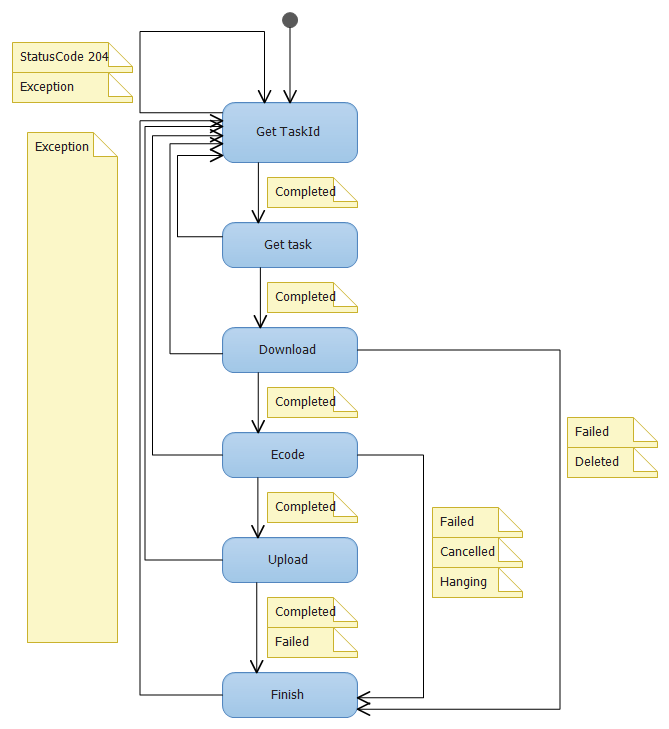 StatusCode 204
Exception
Get TaskId
Exception
Completed
Get task
Completed
Download
Completed
Failed
Deleted
Ecode
Completed
Failed
Cancelled
Hanging
Upload
Completed
Failed
Finish